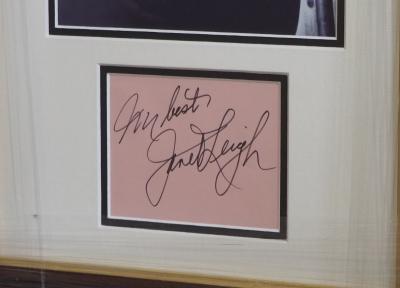 My best,
Janet Leigh